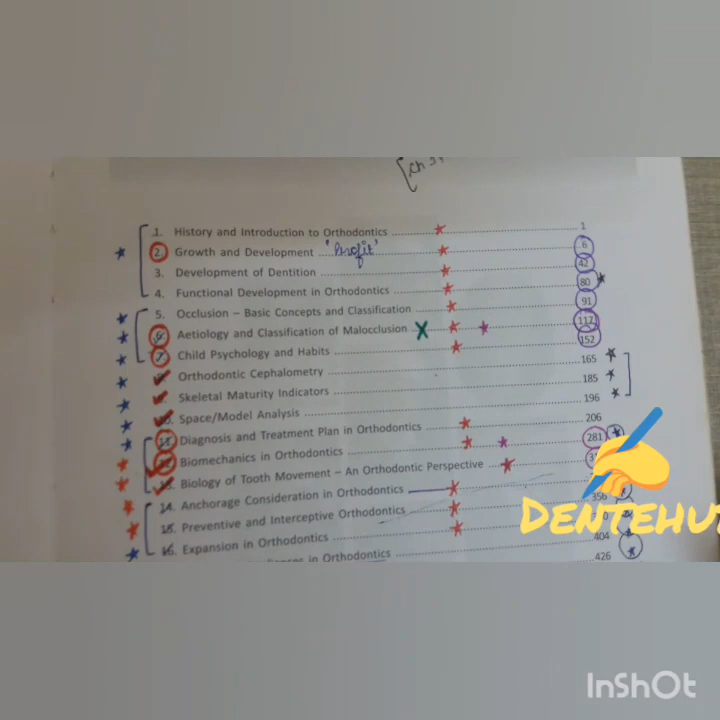 [Ch 3,
1. History and Introduction to Orthodontics ... 1
2. Growth and Development ... 'Profit' 6
3. Development of Dentition ... 42
4. Functional Development in Orthodontics ... 80
5. Occlusion – Basic Concepts and Classification ... 91
6. Aetiology and Classification of Malocclusion X 117
7. Child Psychology and Habits ... 152
Orthodontic Cephalometry ... 165
Skeletal Maturity Indicators ... 185
10. Space/Model Analysis ... 196
11. Diagnosis and Treatment Plan in Orthodontics ... 206
Biomechanics in Orthodontics ... 281
Biology of Tooth Movement – An Orthodontic Perspective ...
14. Anchorage Consideration in Orthodontics 356
15. Preventive and Interceptive Orthodontics
16. Expansion in Orthodontics ... 404
in Orthodontics ... 426
DENTEHU
InShOt